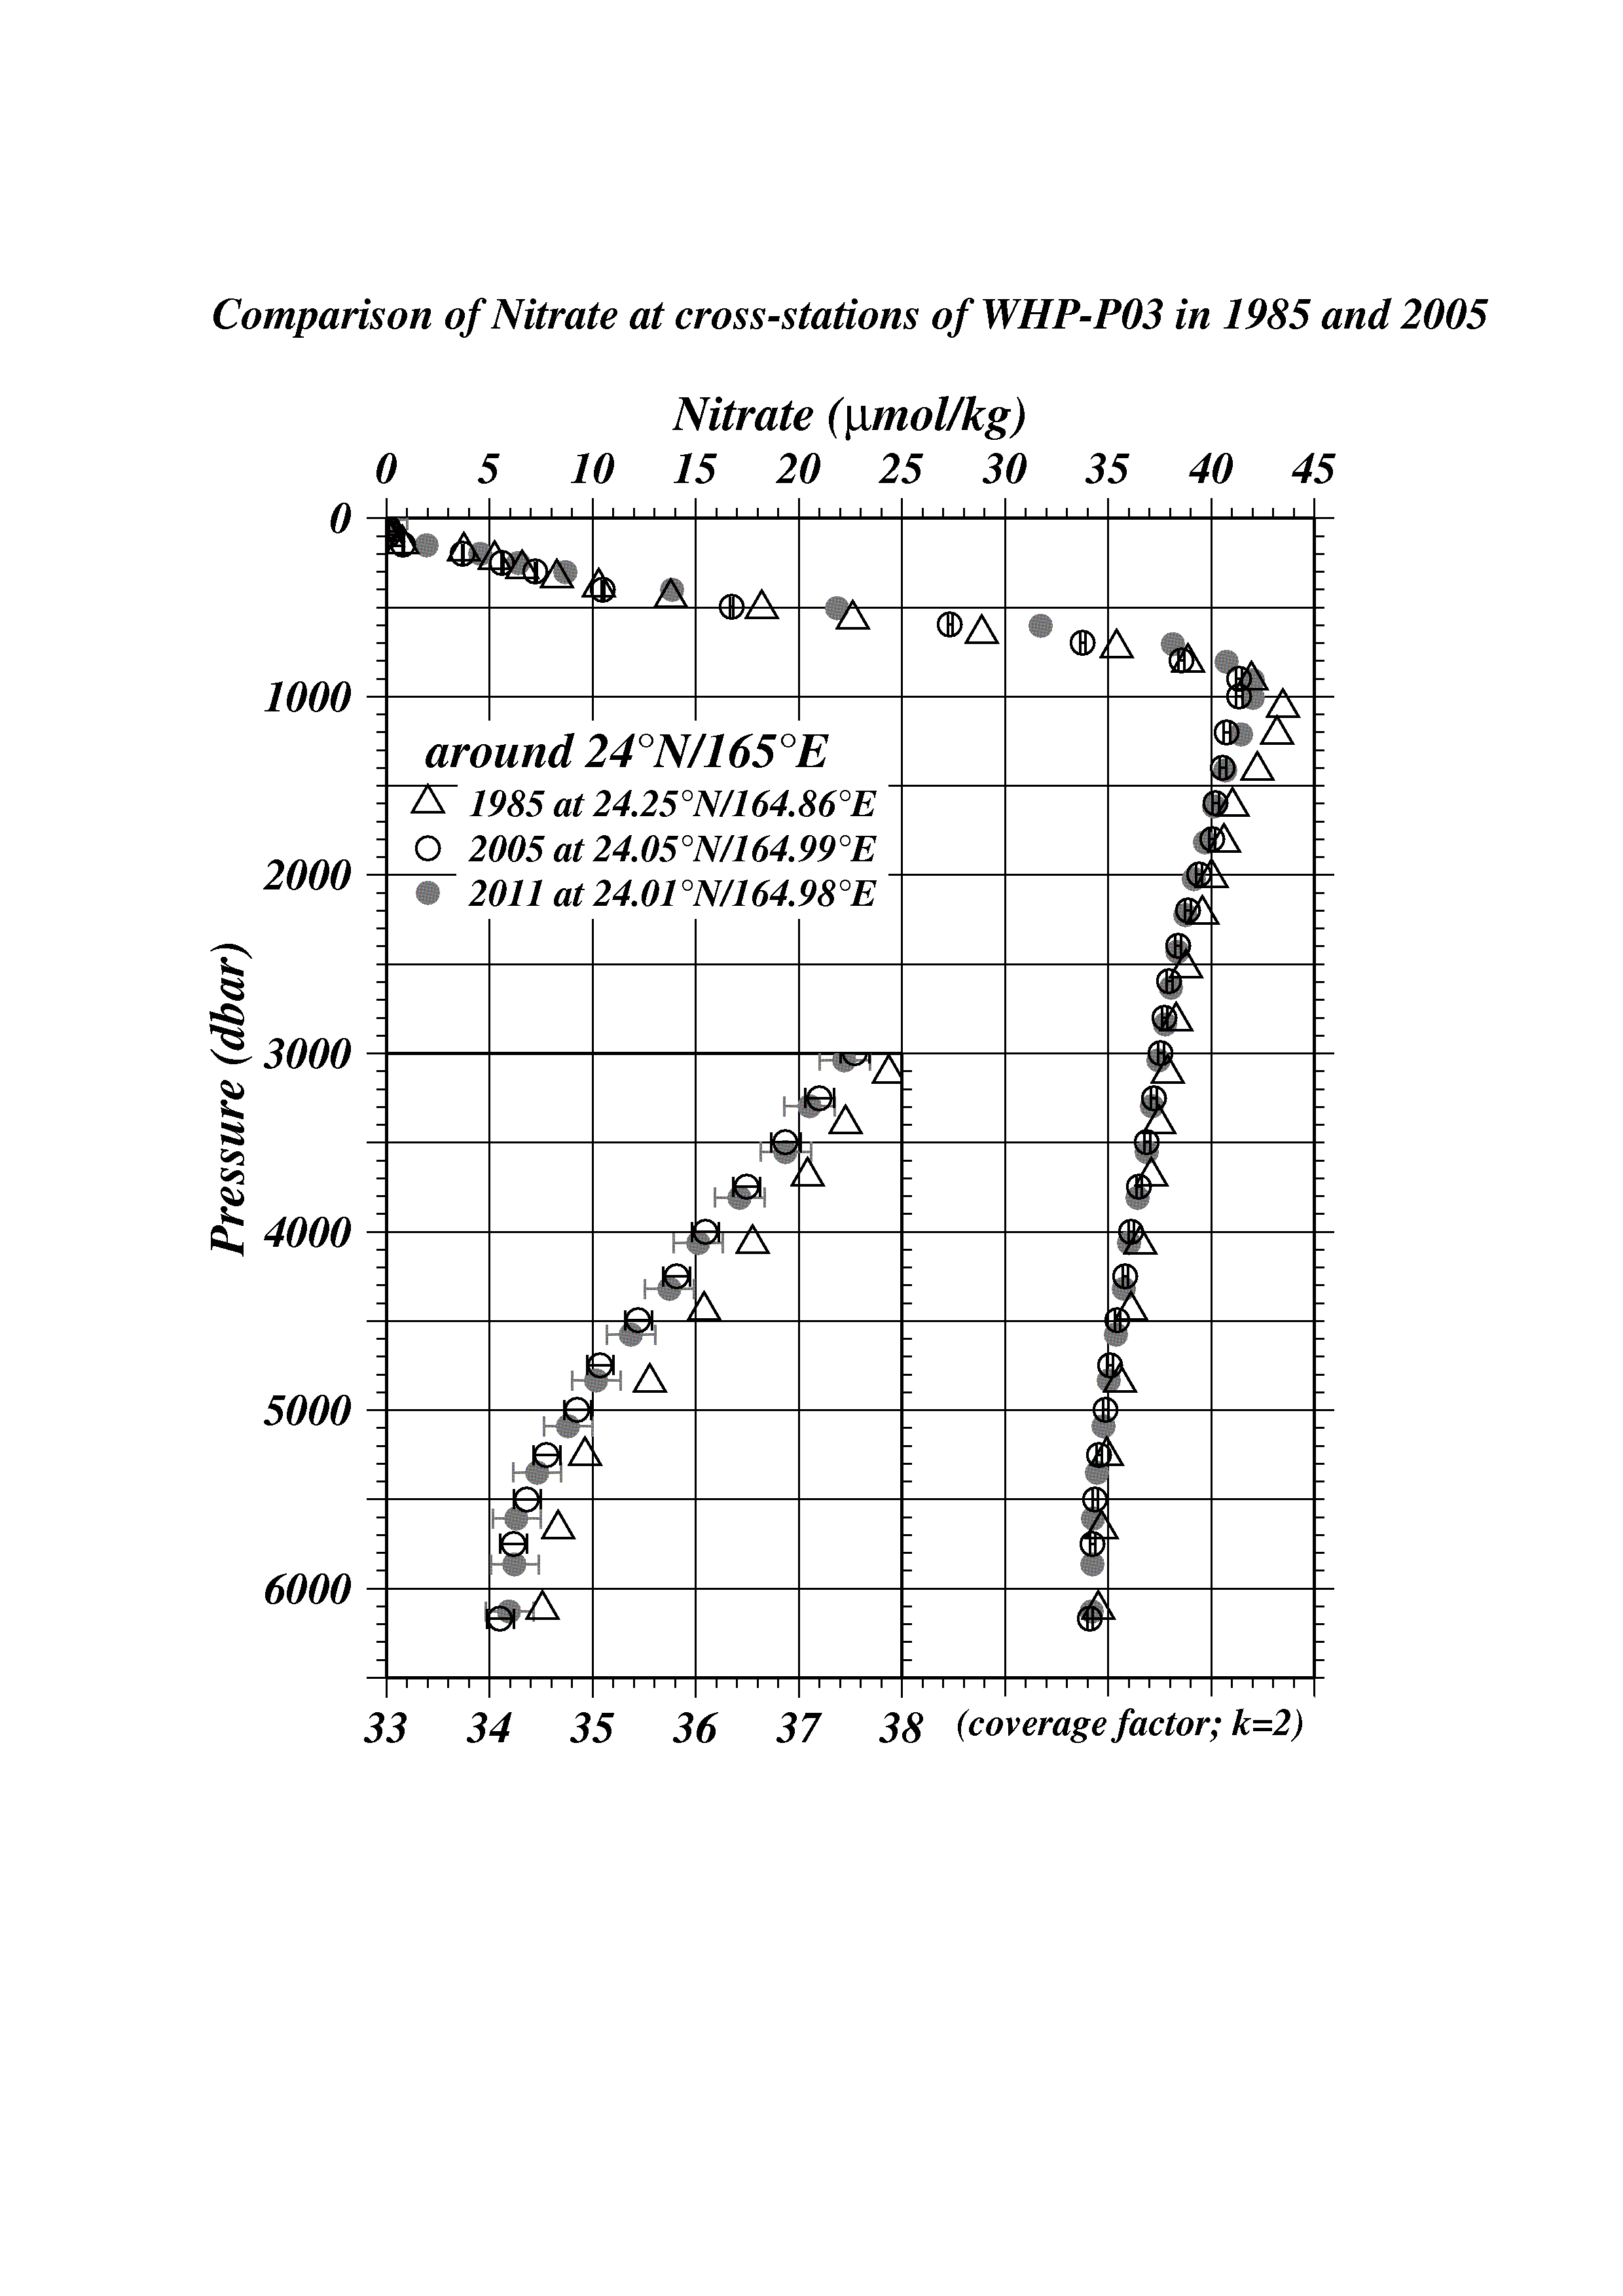 Comparison of Nitrate at cross-stations of WHP-P03 in 1985 and 2005
Nitrate (μmol/kg)
0 5 10 15 20 25 30 35 40 45
0
1000
around 24°N/165°E
1985 at 24.25°N/164.86°E
2005 at 24.05°N/164.99°E
2000
2011 at 24.01°N/164.98°E
Pressure (dbar)
3000
4000
5000
6000
33 34 35 36 37 38 (coverage factor; k=2)